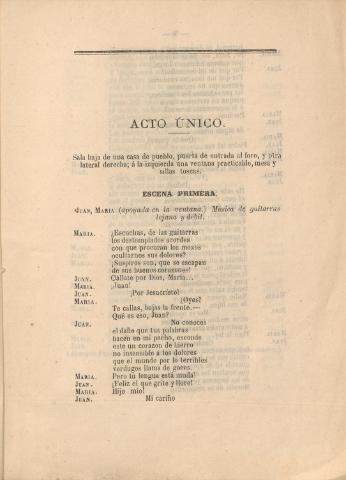 ACTO ÚNICO.
Sala baja de una casa de pueblo, puerta de entrada al foro, y otra
lateral derecha; á la izquierda una ventana practicable, mesa y
sillas toscas.
ESCENA PRIMERA.
JUAN, MARIA (apoyada en la ventana.) Música de guitarras
lejana y débil.
MARIA. ¿Escuchas, de las guitarras
los destemplados acordes
con que procuran los mozos
ocultarnos sus dolores?
¡Suspiros son, que se escapan
de sus buenos corazones!
JUAN. Cállate por Dios, María...
MARIA. ¡Juan!
JUAN. ¡Por Jesucristo!
MARIA. ¿Oyes?
Te callas, bajas la frente.—
Qué es eso, Juan?
JUAN. No conoces
el daño que tus palabras
hacen en mi pecho, esconde
este un corazon de hierro
no insensible á los dolores
que el mundo por lo terribles
verdugos llama de goces.
MARIA. Pero tu lengua está muda!
JUAN. ¡Feliz el que grite y llore!
MARIA. Hijo mio!
JUAN. Mi cariño